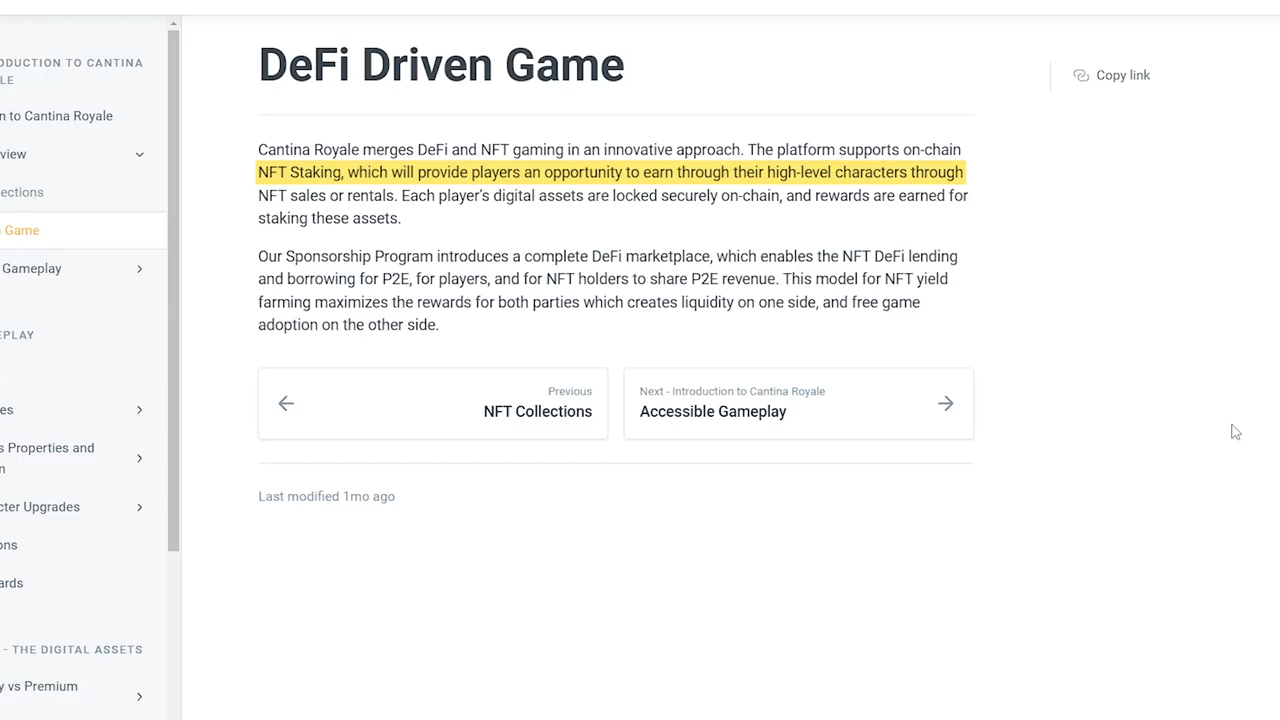 ODUCTION TO CANTINA
LE
n to Cantina Royale
view
ections
Game
Gameplay
EPLAY
es
s Properties and
n
cter Upgrades
ons
ards
- THE DIGITAL ASSETS
y vs Premium
DeFi Driven Game
Copy link
Cantina Royale merges DeFi and NFT gaming in an innovative approach. The platform supports on-chain
NFT Staking, which will provide players an opportunity to earn through their high-level characters through
NFT sales or rentals. Each player’s digital assets are locked securely on-chain, and rewards are earned for
staking these assets.
Our Sponsorship Program introduces a complete DeFi marketplace, which enables the NFT DeFi lending
and borrowing for P2E, for players, and for NFT holders to share P2E revenue. This model for NFT yield
farming maximizes the rewards for both parties which creates liquidity on one side, and free game
adoption on the other side.
Previous
NFT Collections
Next - Introduction to Cantina Royale
Accessible Gameplay
Last modified 1mo ago